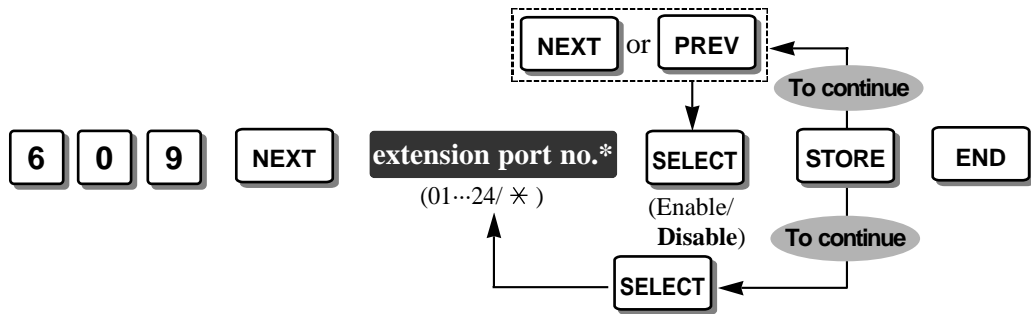 NEXT or PREV
To continue
6 0 9 NEXT extension port no.* SELECT STORE END
(01···24/ ✳ )
(Enable/
Disable)
To continue
SELECT